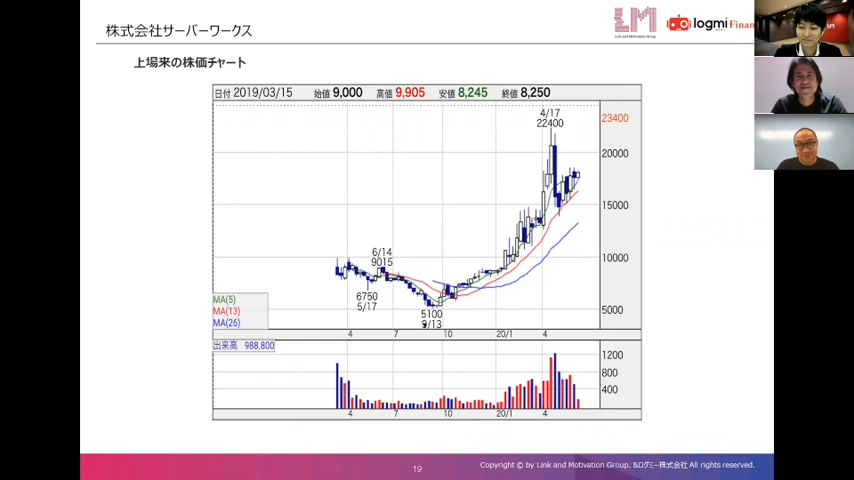 株式会社サーバーワークス
LM
Link and Motivation Group
logmi Finan
上場来の株価チャート
日付 2019/03/15 始値 9,000 高値 9,905 安値 8,245 終値 8,250
4/17
22400
23400
20000
15000
6/14
9015
10000
6750
5/17
5100
9/13
5000
MA(5)
MA(13)
MA(26)
4 7 10 20/1 4
出来高 988,800
1200
800
400
4 7 10 20/1 4
19
Copyright © by Link and Motivation Group. &ログミー株式会社 All rights reserved.